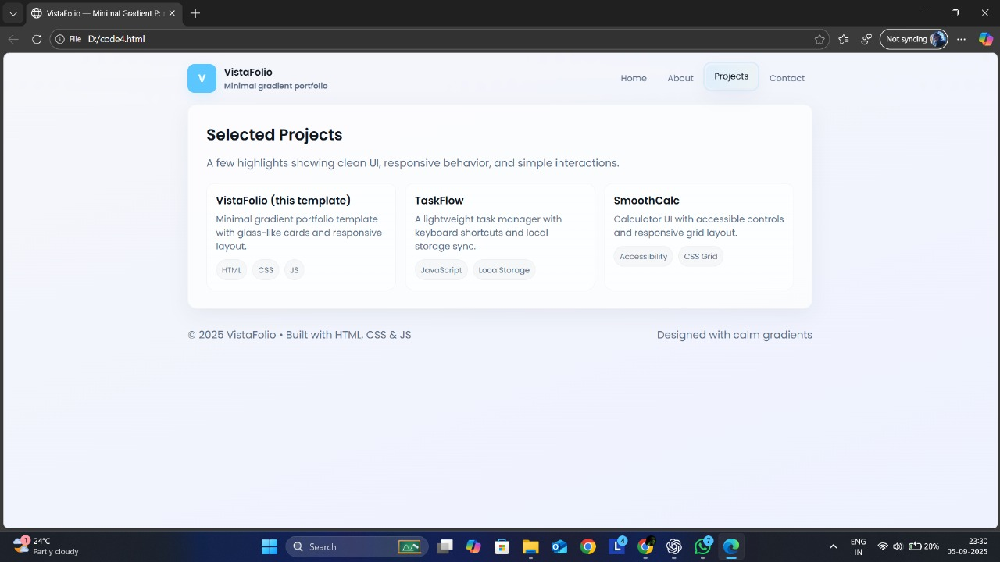 VistaFolio — Minimal Gradient Po
File D:/code4.html
Not syncing
V
VistaFolio
Minimal gradient portfolio
Home About Projects Contact
Selected Projects
A few highlights showing clean UI, responsive behavior, and simple interactions.
VistaFolio (this template)
Minimal gradient portfolio template
with glass-like cards and responsive
layout.
HTML CSS JS
TaskFlow
A lightweight task manager with
keyboard shortcuts and local
storage sync.
JavaScript LocalStorage
SmoothCalc
Calculator UI with accessible controls
and responsive grid layout.
Accessibility CSS Grid
© 2025 VistaFolio • Built with HTML, CSS & JS
Designed with calm gradients
1
24°C
Partly cloudy
Search
L 4
7
ENG
IN
20%
23:30
05-09-2025